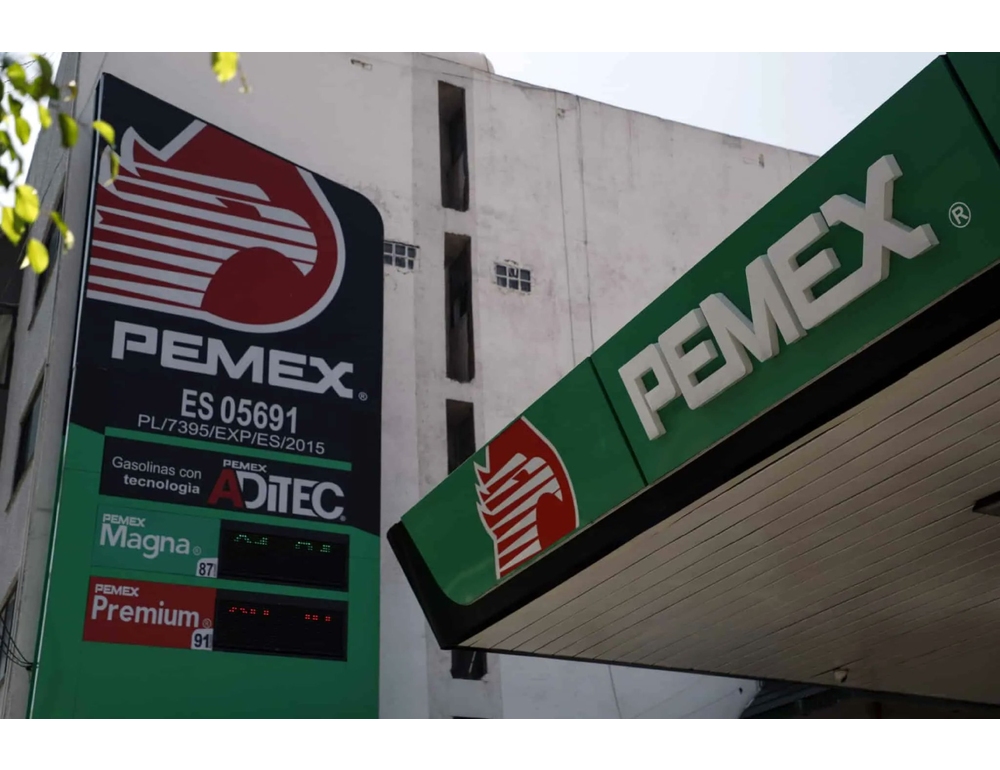 PEMEX ®
ES 05691
PL/7395/EXP/ES/2015
Gasolinas con
tecnología
PEMEX
ADITEC ®
PEMEX
Magna ®
87
PEMEX
Premium ®
91
PEMEX ®